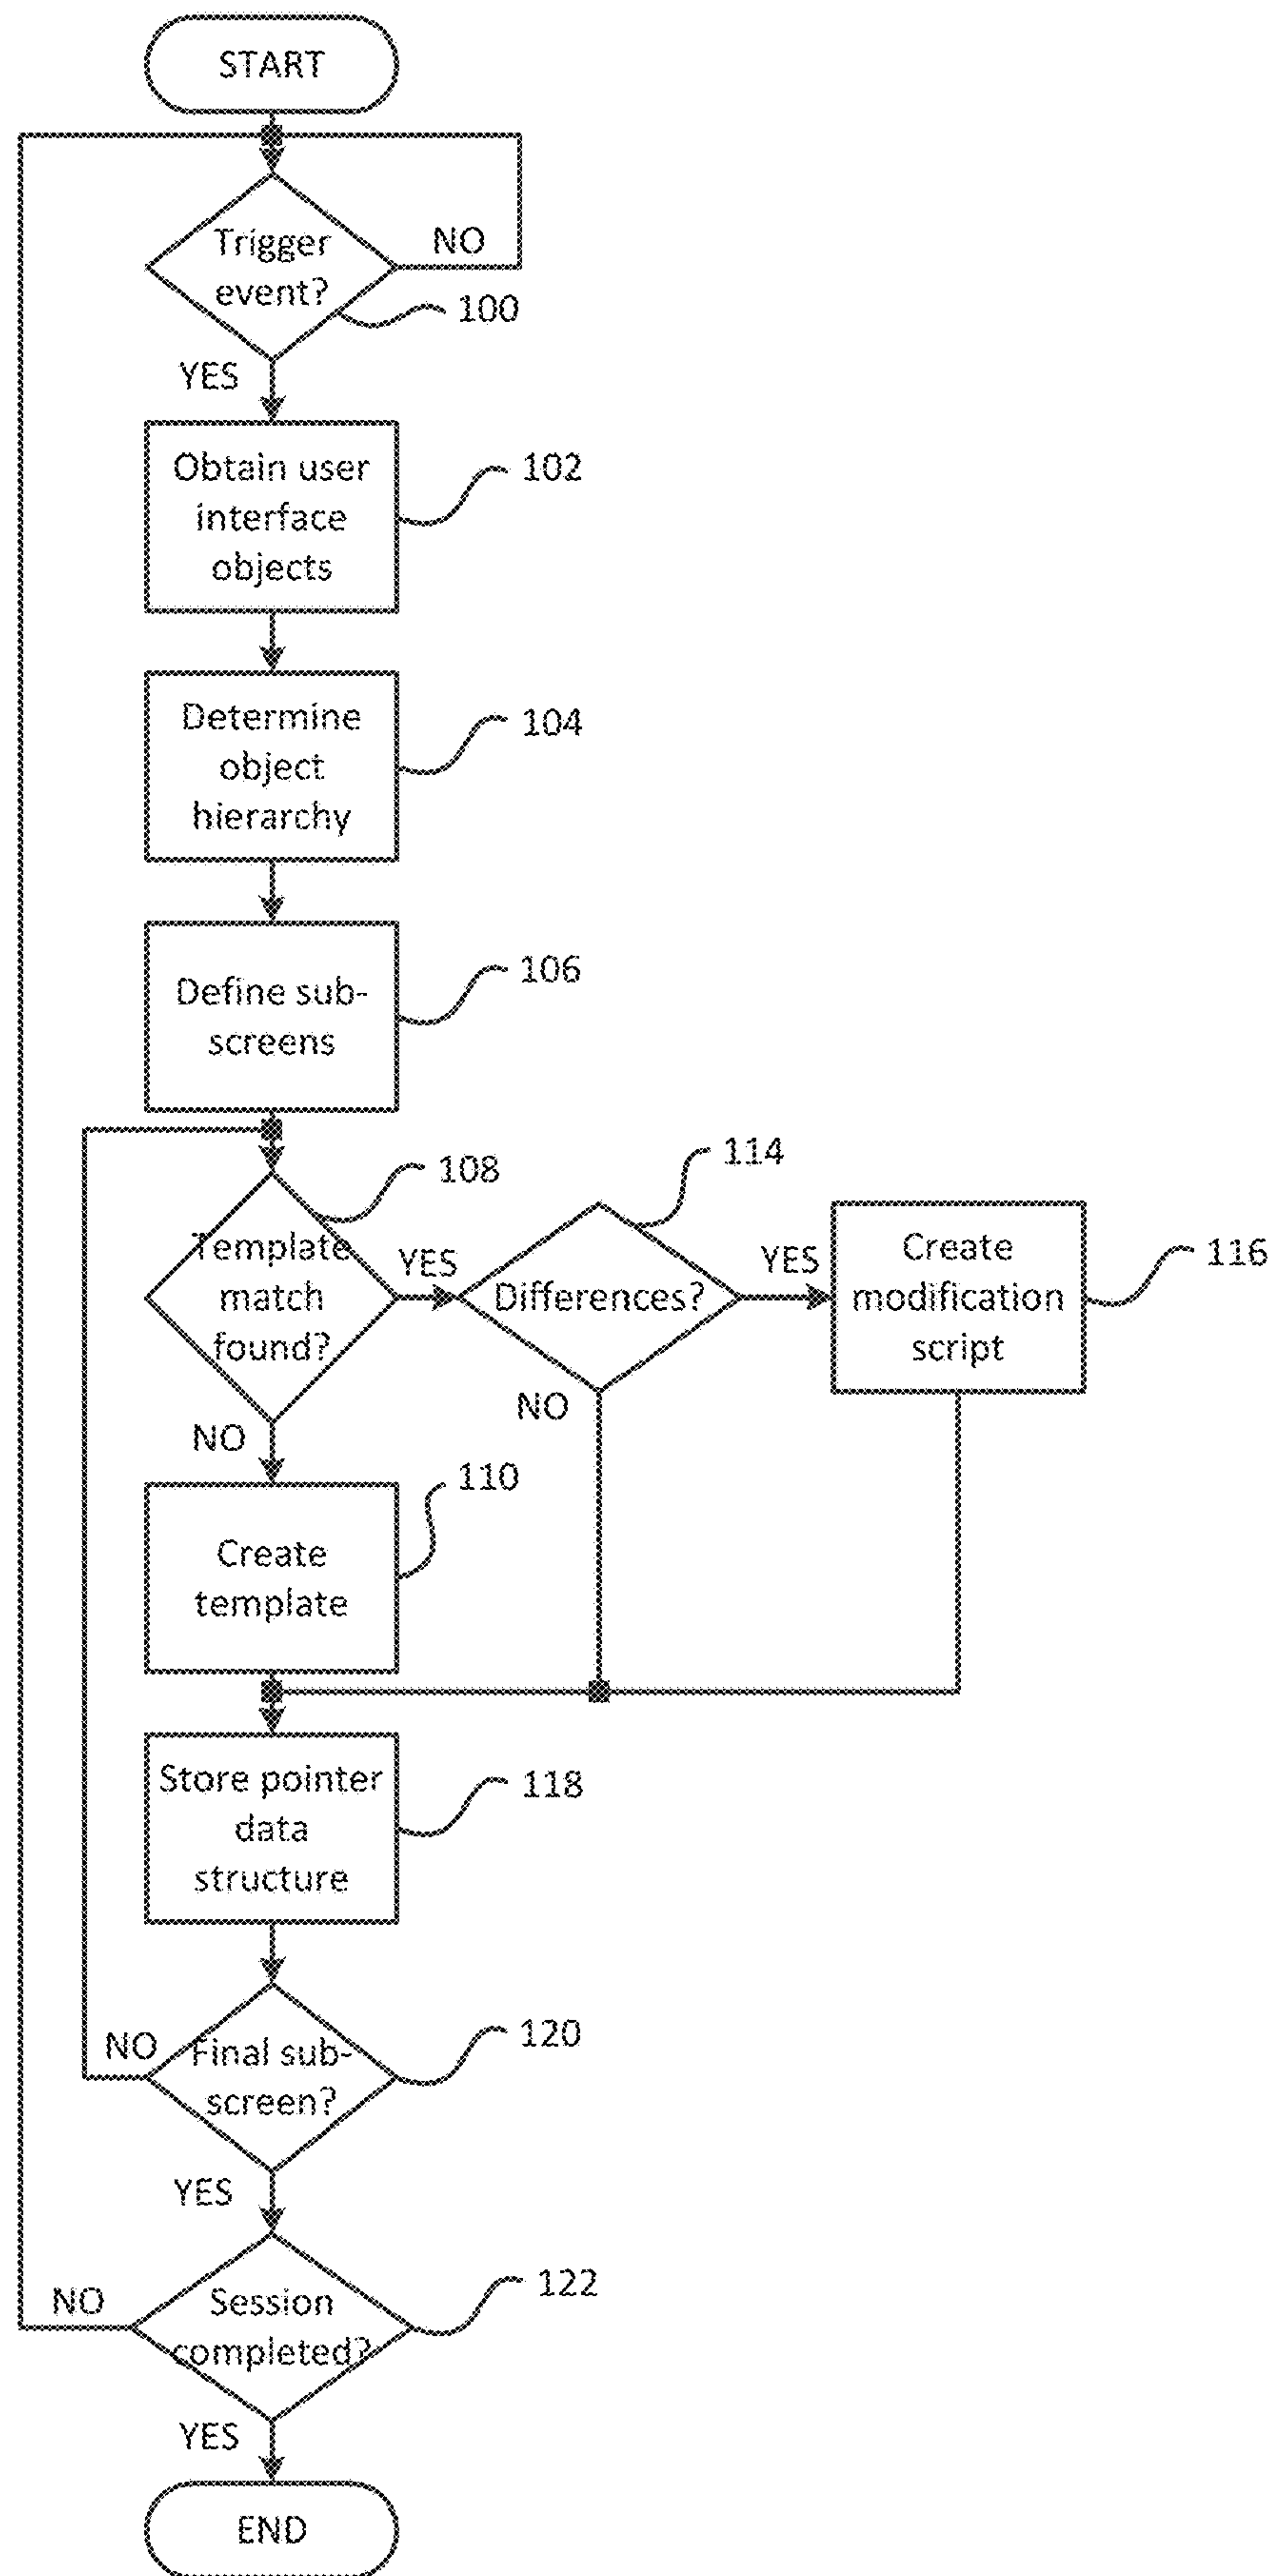 START
Trigger
event?
NO
100
YES
Obtain user
interface
objects
102
Determine
object
hierarchy
104
Define sub-
screens
106
Template
match
found?
108
YES
Differences?
114
YES
Create
modification
script
116
NO
NO
Create
template
110
Store pointer
data
structure
118
NO
Final sub-
screen?
120
YES
NO
Session
completed?
122
YES
END